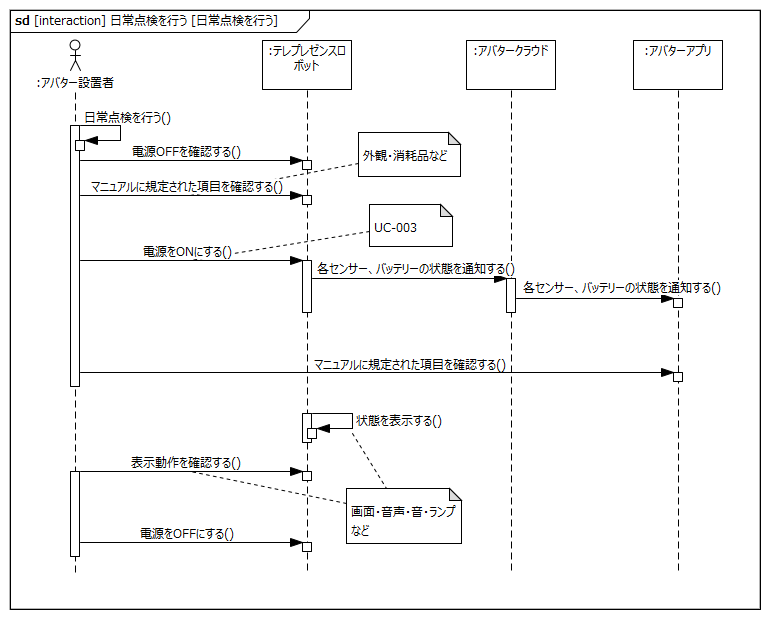 sd [interaction] 日常点検を行う [日常点検を行う]
:アバター設置者
:テレプレゼンスロ
ボット
:アバタークラウド
:アバターアプリ
日常点検を行う()
電源OFFを確認する()
外観・消耗品など
マニュアルに規定された項目を確認する()
UC-003
電源をONにする()
各センサー、バッテリーの状態を通知する()
各センサー、バッテリーの状態を通知する()
マニュアルに規定された項目を確認する()
状態を表示する()
表示動作を確認する()
画面・音声・音・ランプ
など
電源をOFFにする()